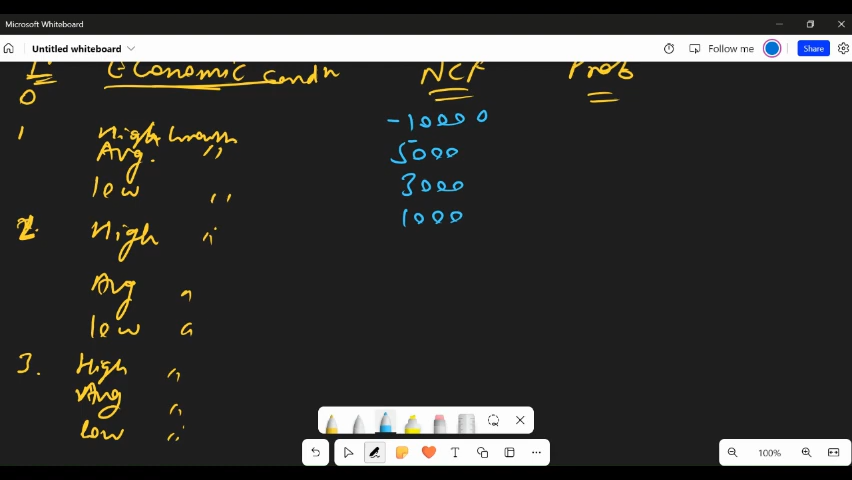 Microsoft Whiteboard
Untitled whiteboard
Follow me
Share
Economic condn NCF Prob
0 -10000
1 High Growth
Avg. ,, 5000
low ,, 3000
1000
2. High ,,
Avg ,,
low ,,
3. High ,,
Avg ,,
low ,,
100%